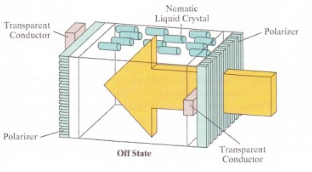 Nematic
Liquid Crystal
Transparent
Conductor
Polarizer
Polarizer
Off State
Transparent
Conductor